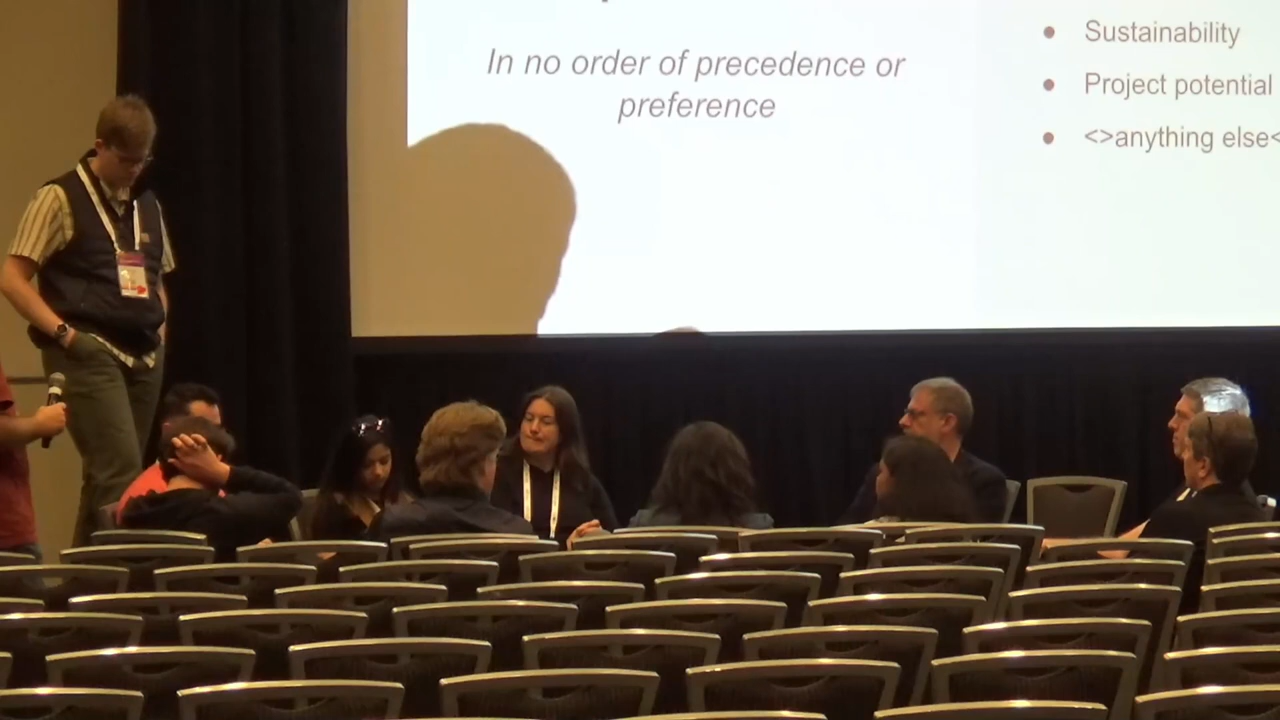 In no order of precedence or
preference
● Sustainability
● Project potential
● <>anything else<